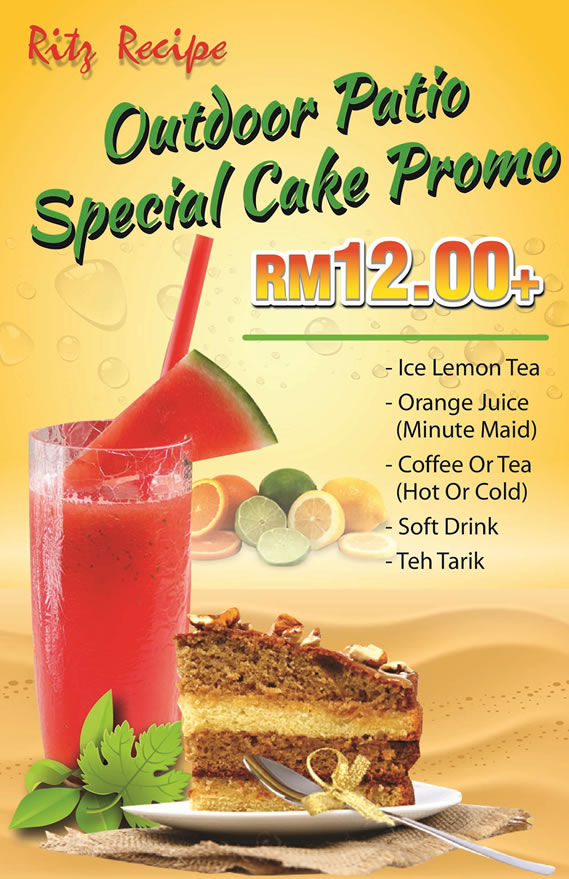 Ritz Recipe
Outdoor Patio
Special Cake Promo
RM12.00+
- Ice Lemon Tea
- Orange Juice
(Minute Maid)
- Coffee Or Tea
(Hot Or Cold)
- Soft Drink
- Teh Tarik